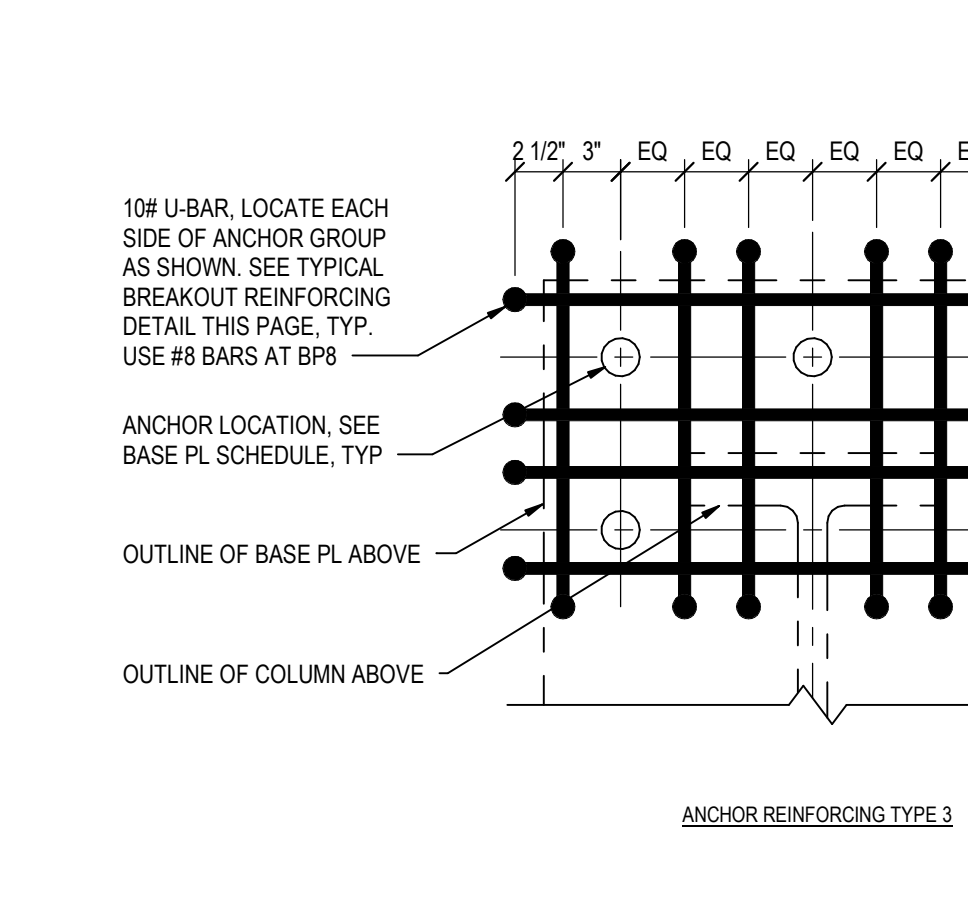 2 1/2" 3" EQ EQ EQ EQ EQ E
10# U-BAR, LOCATE EACH
SIDE OF ANCHOR GROUP
AS SHOWN. SEE TYPICAL
BREAKOUT REINFORCING
DETAIL THIS PAGE, TYP.
USE #8 BARS AT BP8
ANCHOR LOCATION, SEE
BASE PL SCHEDULE, TYP
OUTLINE OF BASE PL ABOVE
OUTLINE OF COLUMN ABOVE
ANCHOR REINFORCING TYPE 3